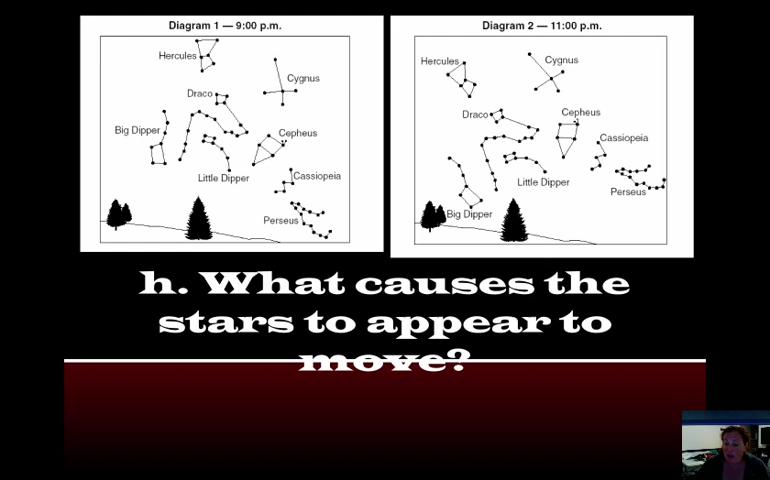 Diagram 1 — 9:00 p.m.
Hercules
Cygnus
Draco
Big Dipper
Cepheus
Little Dipper
Cassiopeia
Perseus
Diagram 2 — 11:00 p.m.
Hercules
Cygnus
Draco
Cepheus
Cassiopeia
Little Dipper
Perseus
Big Dipper
h. What causes the
stars to appear to
move?